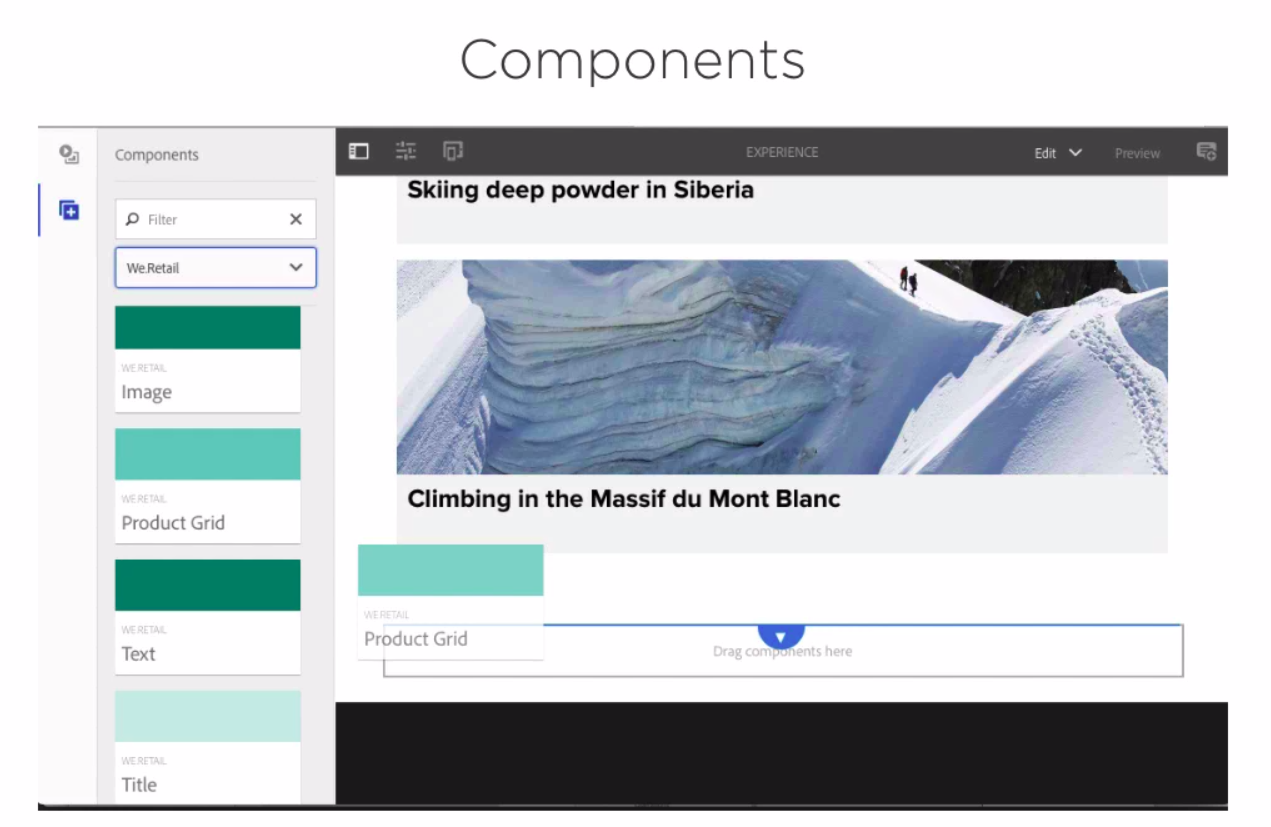 Components
Components
EXPERIENCE
Edit
Preview
Filter
We.Retail
WE.RETAIL
Image
WE.RETAIL
Product Grid
WE.RETAIL
Text
WE.RETAIL
Title
Skiing deep powder in Siberia
Climbing in the Massif du Mont Blanc
WE.RETAIL
Product Grid
Drag components here